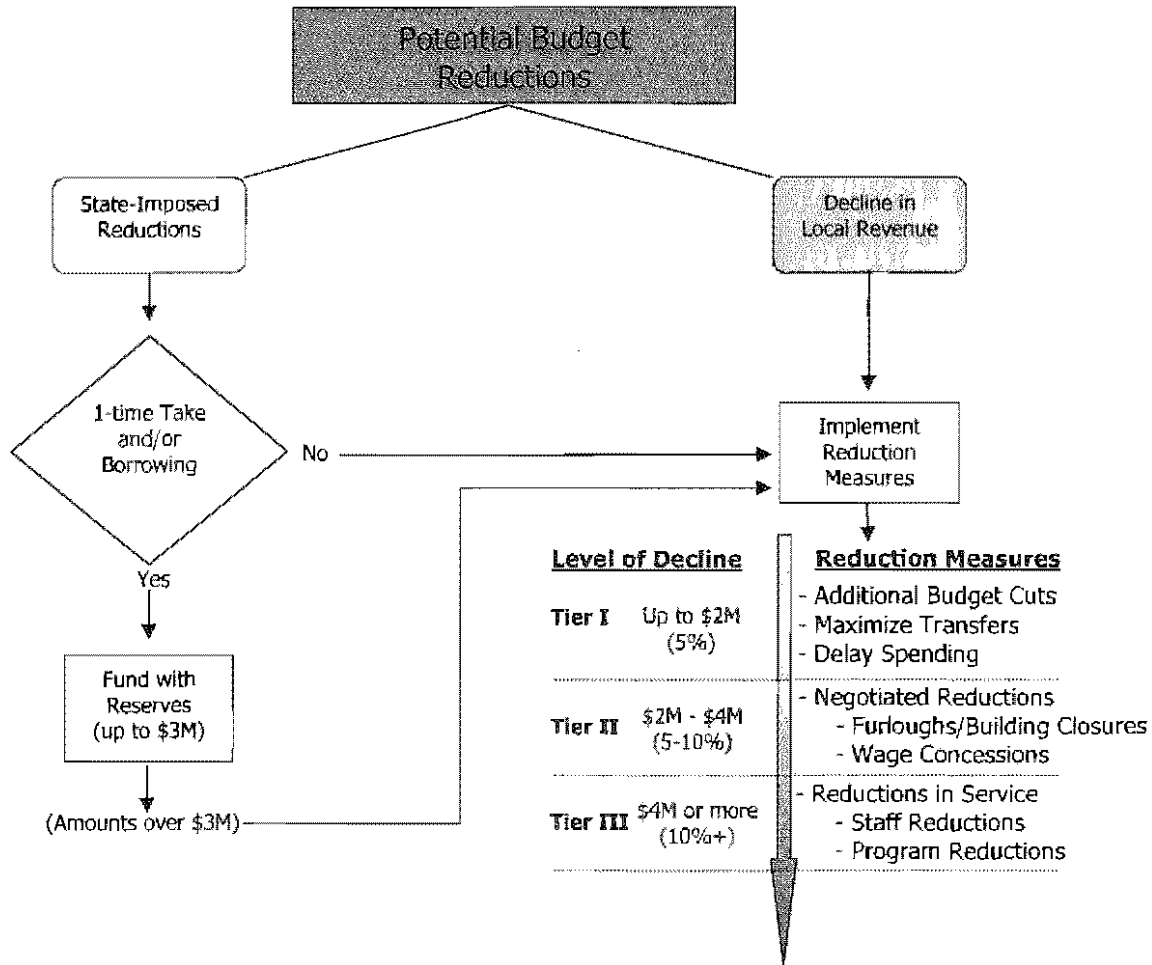 Potential Budget
Reductions
State-Imposed
Reductions
Decline in
Local Revenue
1-time Take
and/or
Borrowing
No
Implement
Reduction
Measures
Yes
Fund with
Reserves
(up to $3M)
(Amounts over $3M)
Level of Decline
Reduction Measures
Tier I
Up to $2M
(5%)
- Additional Budget Cuts
- Maximize Transfers
- Delay Spending
Tier II
$2M - $4M
(5-10%)
- Negotiated Reductions
- Furloughs/Building Closures
- Wage Concessions
Tier III
$4M or more
(10%+)
- Reductions in Service
- Staff Reductions
- Program Reductions